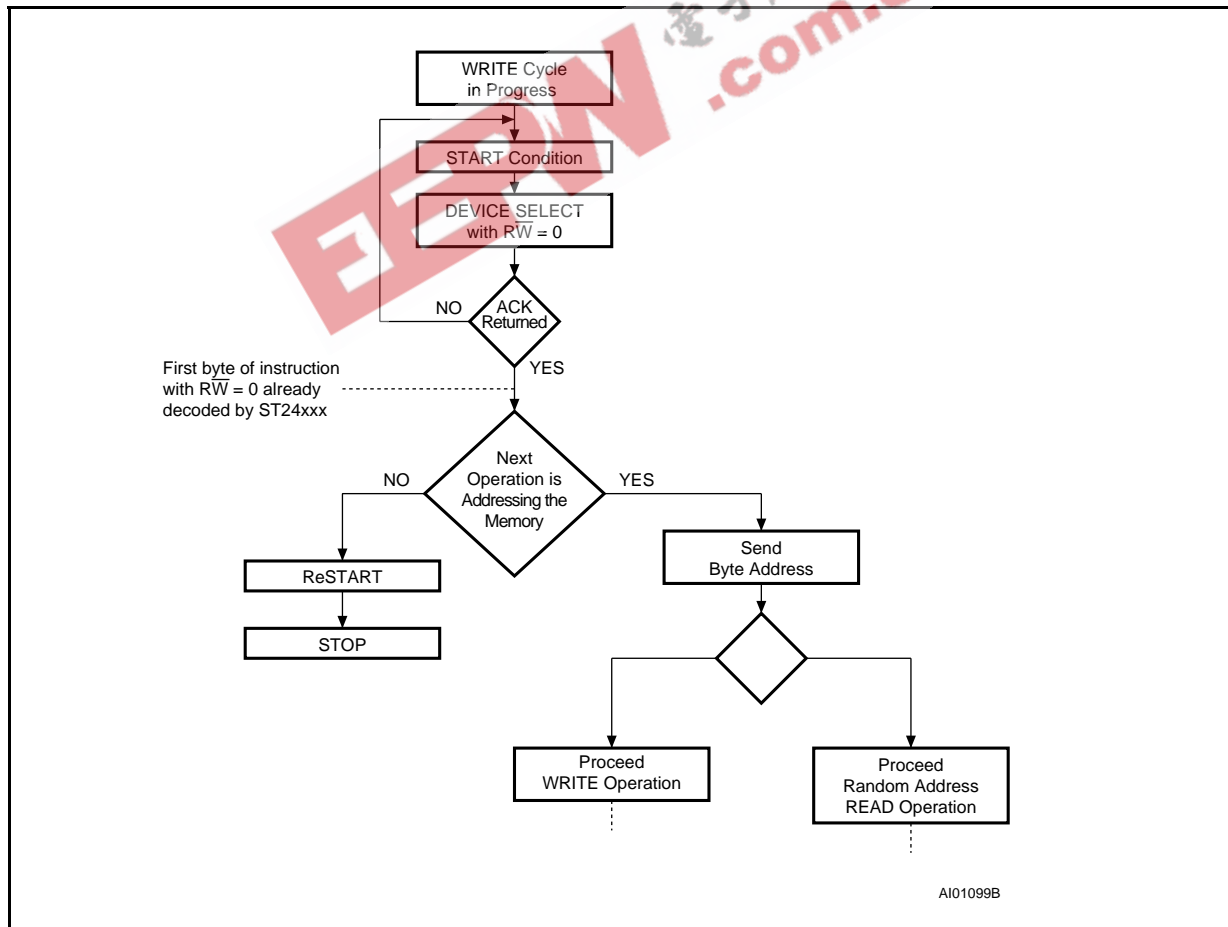 WRITE Cycle
in Progress
START Condition
DEVICE SELECT
with RW̅ = 0
NO
ACK
Returned
YES
First byte of instruction
with RW̅ = 0 already
decoded by ST24xxx
Next
Operation is
Addressing the
Memory
NO
YES
ReSTART
STOP
Send
Byte Address
Proceed
WRITE Operation
Proceed
Random Address
READ Operation
AI01099B
EEPW
.com.